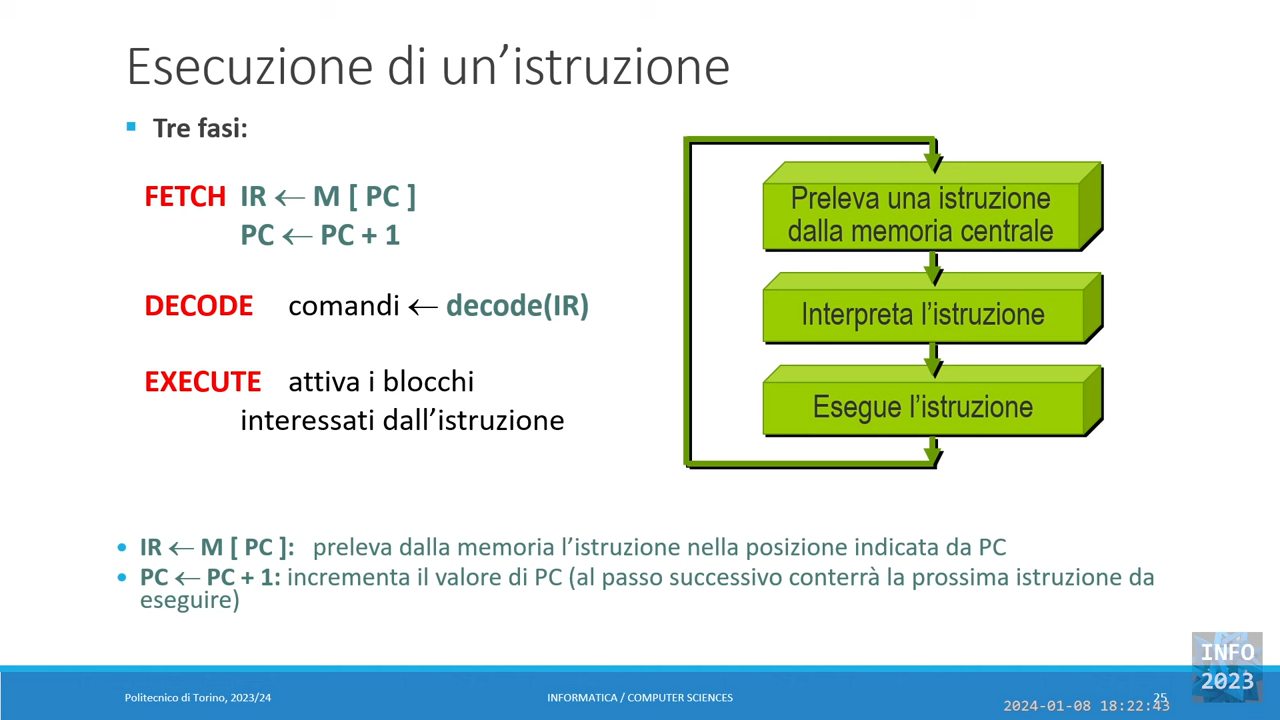 Esecuzione di un’istruzione
▪ Tre fasi:
FETCH IR ← M [ PC ]
PC ← PC + 1
DECODE comandi ← decode(IR)
EXECUTE attiva i blocchi
interessati dall’istruzione
Preleva una istruzione
dalla memoria centrale
Interpreta l’istruzione
Esegue l’istruzione
• IR ← M [ PC ]: preleva dalla memoria l’istruzione nella posizione indicata da PC
• PC ← PC + 1: incrementa il valore di PC (al passo successivo conterrà la prossima istruzione da
eseguire)
INFO
2023
Politecnico di Torino, 2023/24
INFORMATICA / COMPUTER SCIENCES
25
2024-01-08 18:22:43